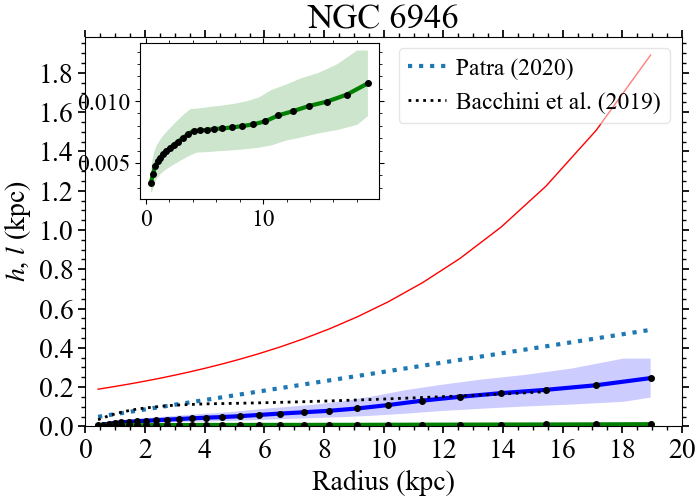 NGC 6946
h, l (kpc)
1.8
1.6
1.4
1.2
1.0
0.8
0.6
0.4
0.2
0.0
0.010
0.005
0 10
Patra (2020)
Bacchini et al. (2019)
0 2 4 6 8 10 12 14 16 18 20
Radius (kpc)